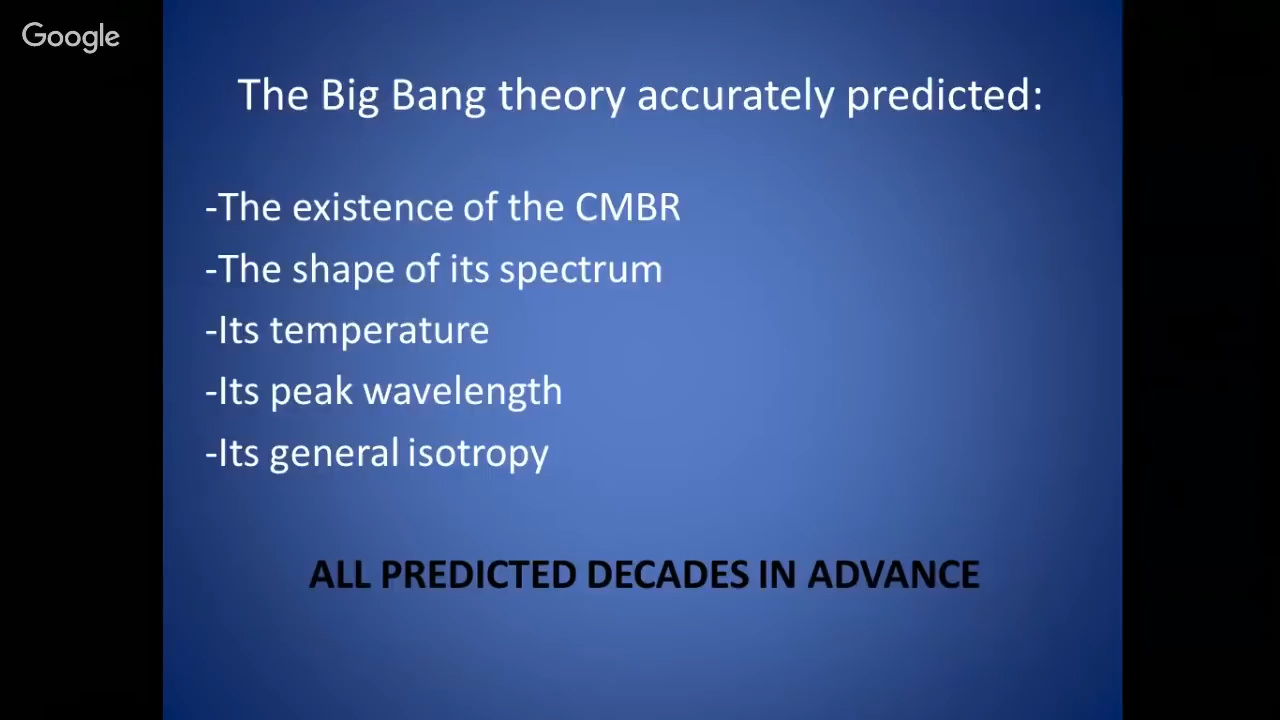 Google
The Big Bang theory accurately predicted:
-The existence of the CMBR
-The shape of its spectrum
-Its temperature
-Its peak wavelength
-Its general isotropy
ALL PREDICTED DECADES IN ADVANCE